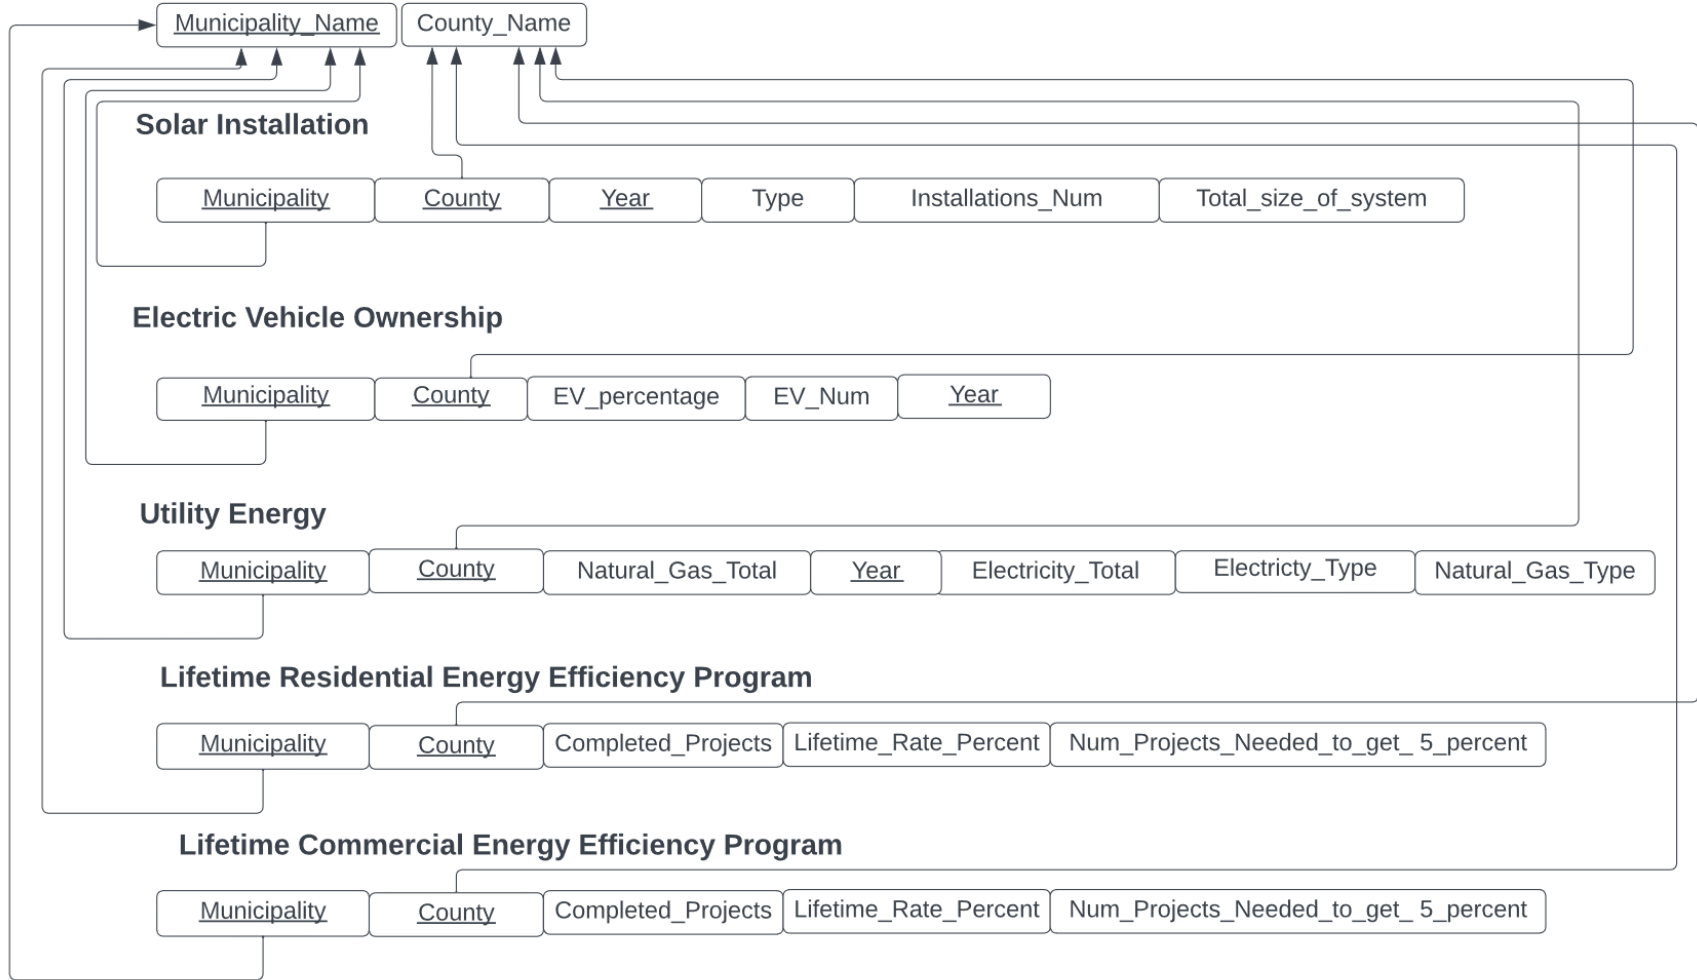 Municipality_Name County_Name
Solar Installation
Municipality County Year Type Installations_Num Total_size_of_system
Electric Vehicle Ownership
Municipality County EV_percentage EV_Num Year
Utility Energy
Municipality County Natural_Gas_Total Year Electricity_Total Electricty_Type Natural_Gas_Type
Lifetime Residential Energy Efficiency Program
Municipality County Completed_Projects Lifetime_Rate_Percent Num_Projects_Needed_to_get_ 5_percent
Lifetime Commercial Energy Efficiency Program
Municipality County Completed_Projects Lifetime_Rate_Percent Num_Projects_Needed_to_get_ 5_percent